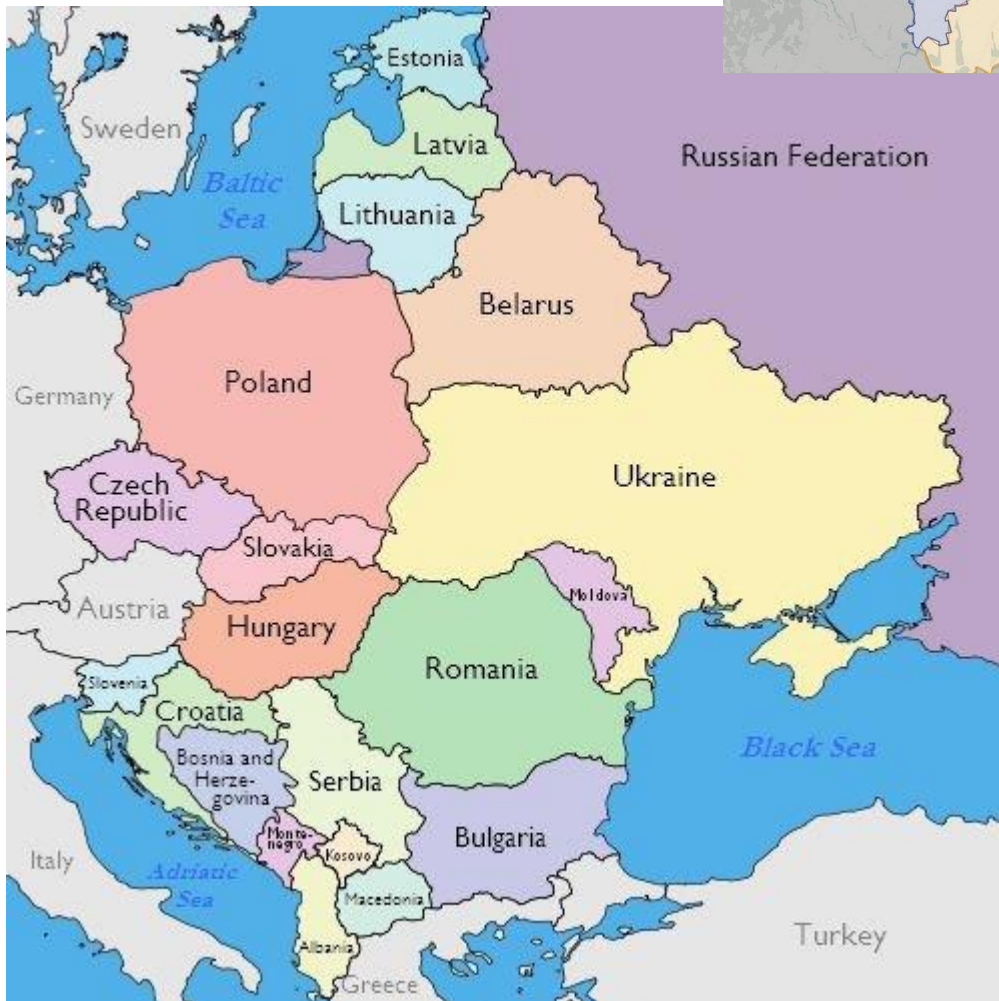 Estonia
Sweden
Latvia
Russian Federation
Baltic
Sea
Lithuania
Belarus
Poland
Germany
Ukraine
Czech
Republic
Slovakia
Moldova
Austria
Hungary
Romania
Slovenia
Croatia
Black Sea
Bosnia and
Herze-
govina
Serbia
Monte-
negro
Bulgaria
Kosovo
Italy
Adriatic
Sea
Macedonia
Turkey
Albania
Greece